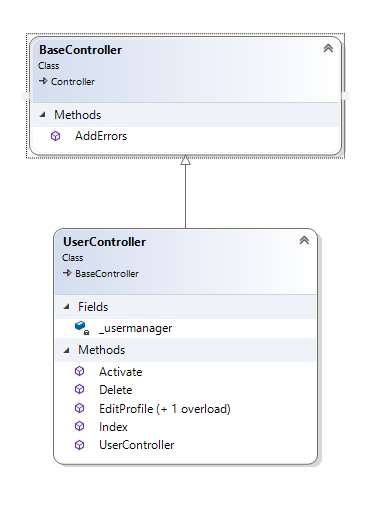 BaseController
Class
Controller
Methods
AddErrors
UserController
Class
BaseController
Fields
_usermanager
Methods
Activate
Delete
EditProfile (+ 1 overload)
Index
UserController